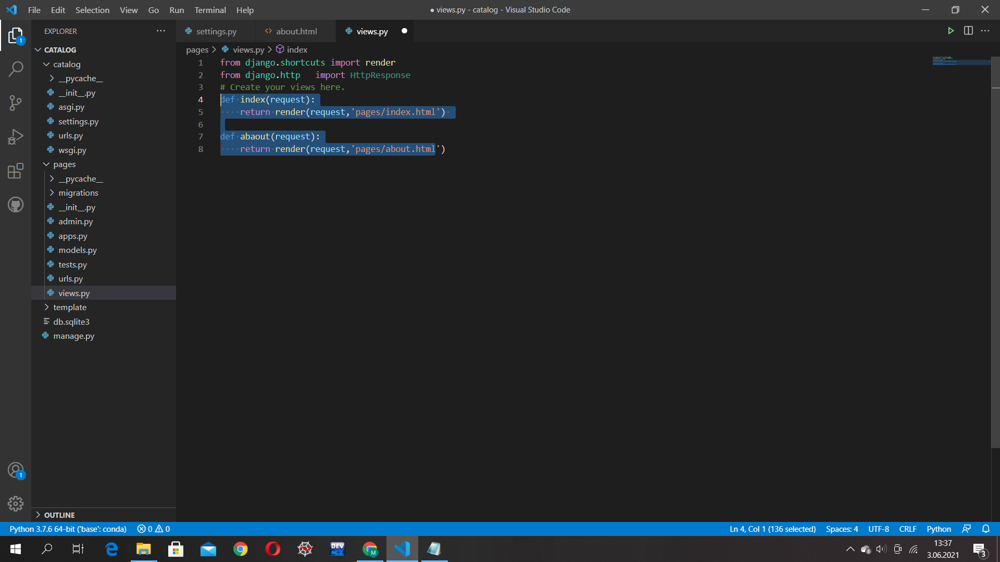 File Edit Selection View Go Run Terminal Help
● views.py - catalog - Visual Studio Code
EXPLORER
settings.py
about.html
views.py
pages > views.py > index
CATALOG
catalog
__pycache__
__init__.py
asgi.py
settings.py
urls.py
wsgi.py
pages
__pycache__
migrations
__init__.py
admin.py
apps.py
models.py
tests.py
urls.py
views.py
template
db.sqlite3
manage.py
OUTLINE
1 from django.shortcuts import render
2 from django.http   import HttpResponse
3 # Create your views here.
4 def index(request):
5     return render(request,'pages/index.html')
6
7 def abaout(request):
8     return render(request,'pages/about.html')
1
1
Python 3.7.6 64-bit ('base': conda) 0 0
Ln 4, Col 1 (136 selected) Spaces: 4 UTF-8 CRLF Python
DEV
C++
M
13:37
3.06.2021
3